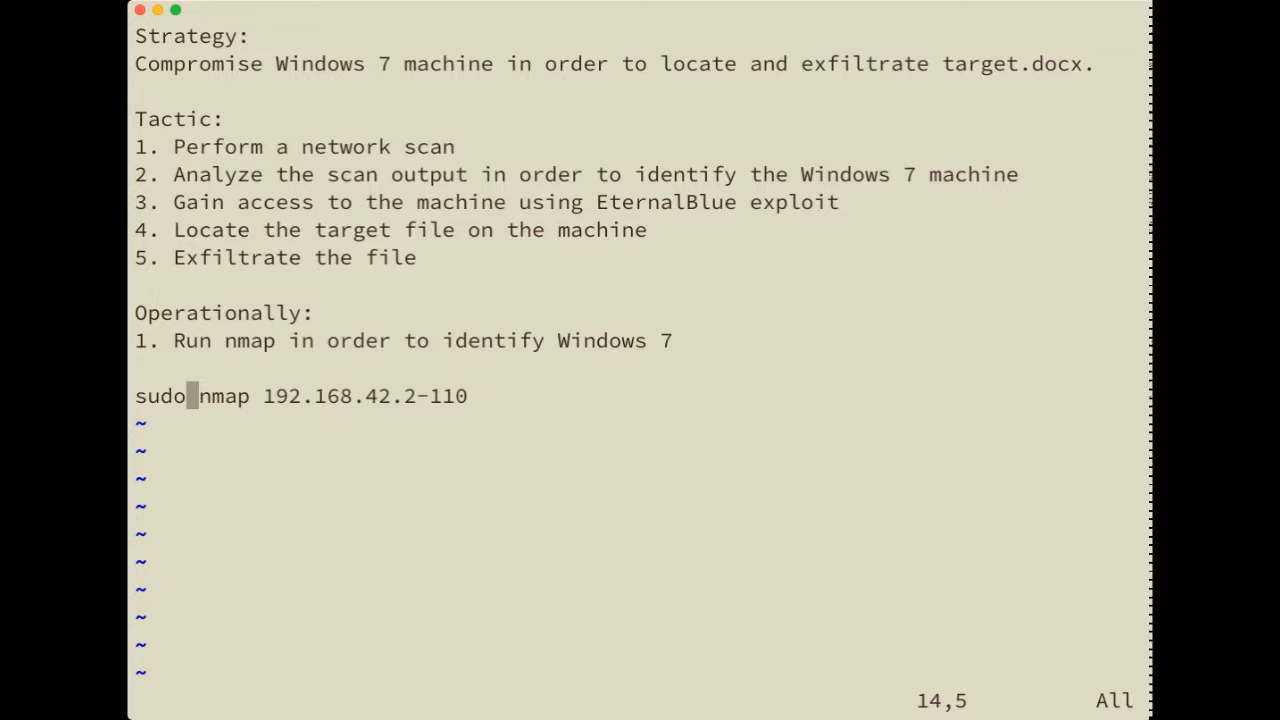 Strategy:
Compromise Windows 7 machine in order to locate and exfiltrate target.docx.
Tactic:
1. Perform a network scan
2. Analyze the scan output in order to identify the Windows 7 machine
3. Gain access to the machine using EternalBlue exploit
4. Locate the target file on the machine
5. Exfiltrate the file
Operationally:
1. Run nmap in order to identify Windows 7
sudo nmap 192.168.42.2-110
~
~
~
~
~
~
~
~
~
~
14,5 All